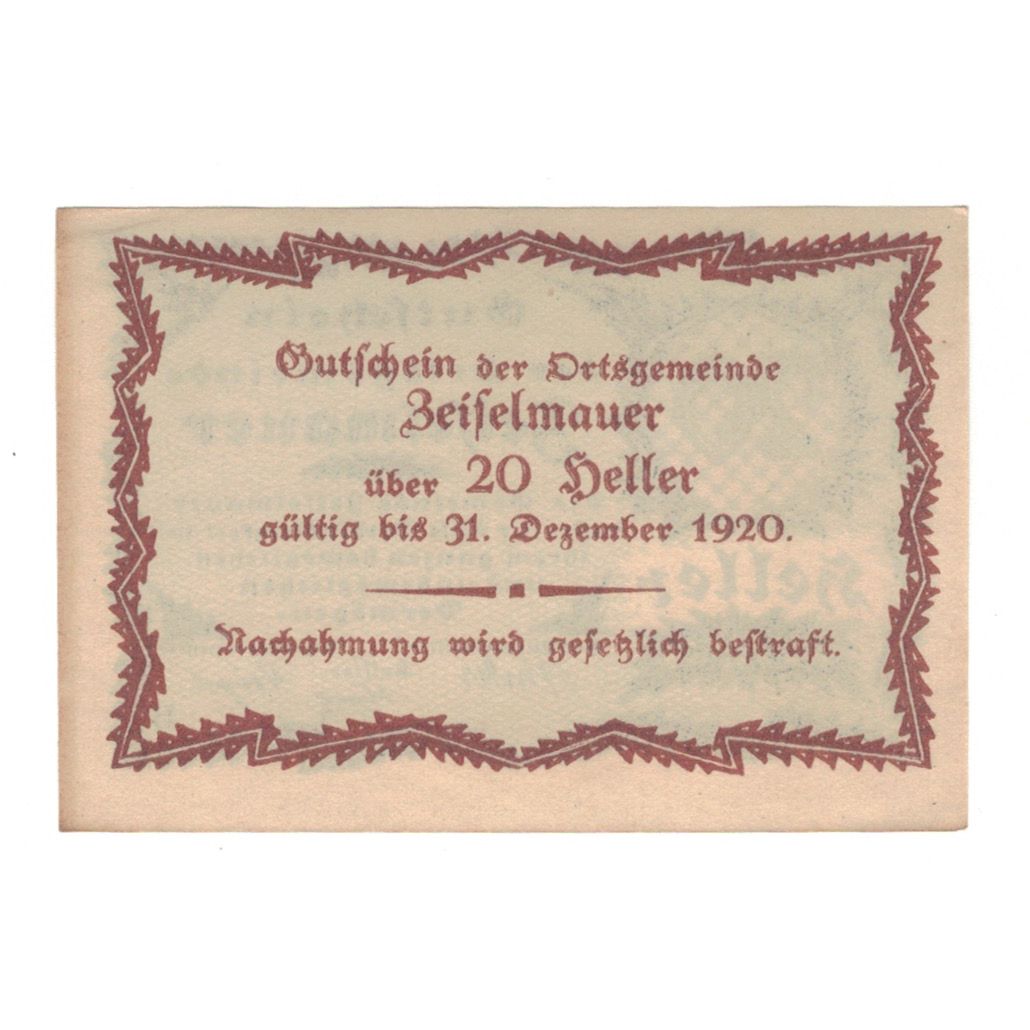 Gutschein der Ortsgemeinde
Zeiselmauer
über 20 Heller
gültig bis 31. Dezember 1920.
Nachahmung wird gesetzlich bestraft.